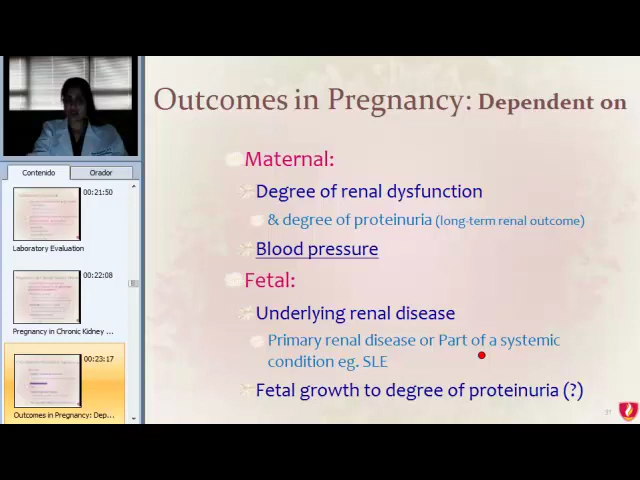 Outcomes in Pregnancy: Dependent on
Maternal:
Degree of renal dysfunction
& degree of proteinuria (long-term renal outcome)
Blood pressure
Fetal:
Underlying renal disease
Primary renal disease or Part of a systemic
condition eg. SLE
Fetal growth to degree of proteinuria (?)
31
Contenido Orador
00:21:50
Laboratory Evaluation
00:22:08
Pregnancy in Chronic Kidney ...
00:23:17
Outcomes in Pregnancy: Dep...